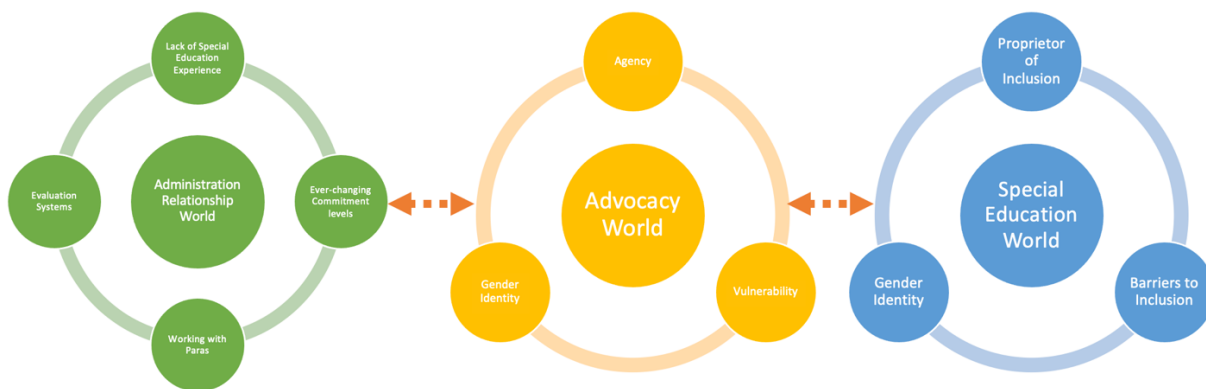 Lack of Special
Education
Experience
Administration
Relationship
World
Evaluation
Systems
Ever-changing
Commitment
levels
Working with
Paras
Agency
Advocacy
World
Gender
Identity
Vulnerability
Proprietor
of
Inclusion
Special
Education
World
Gender
Identity
Barriers to
Inclusion